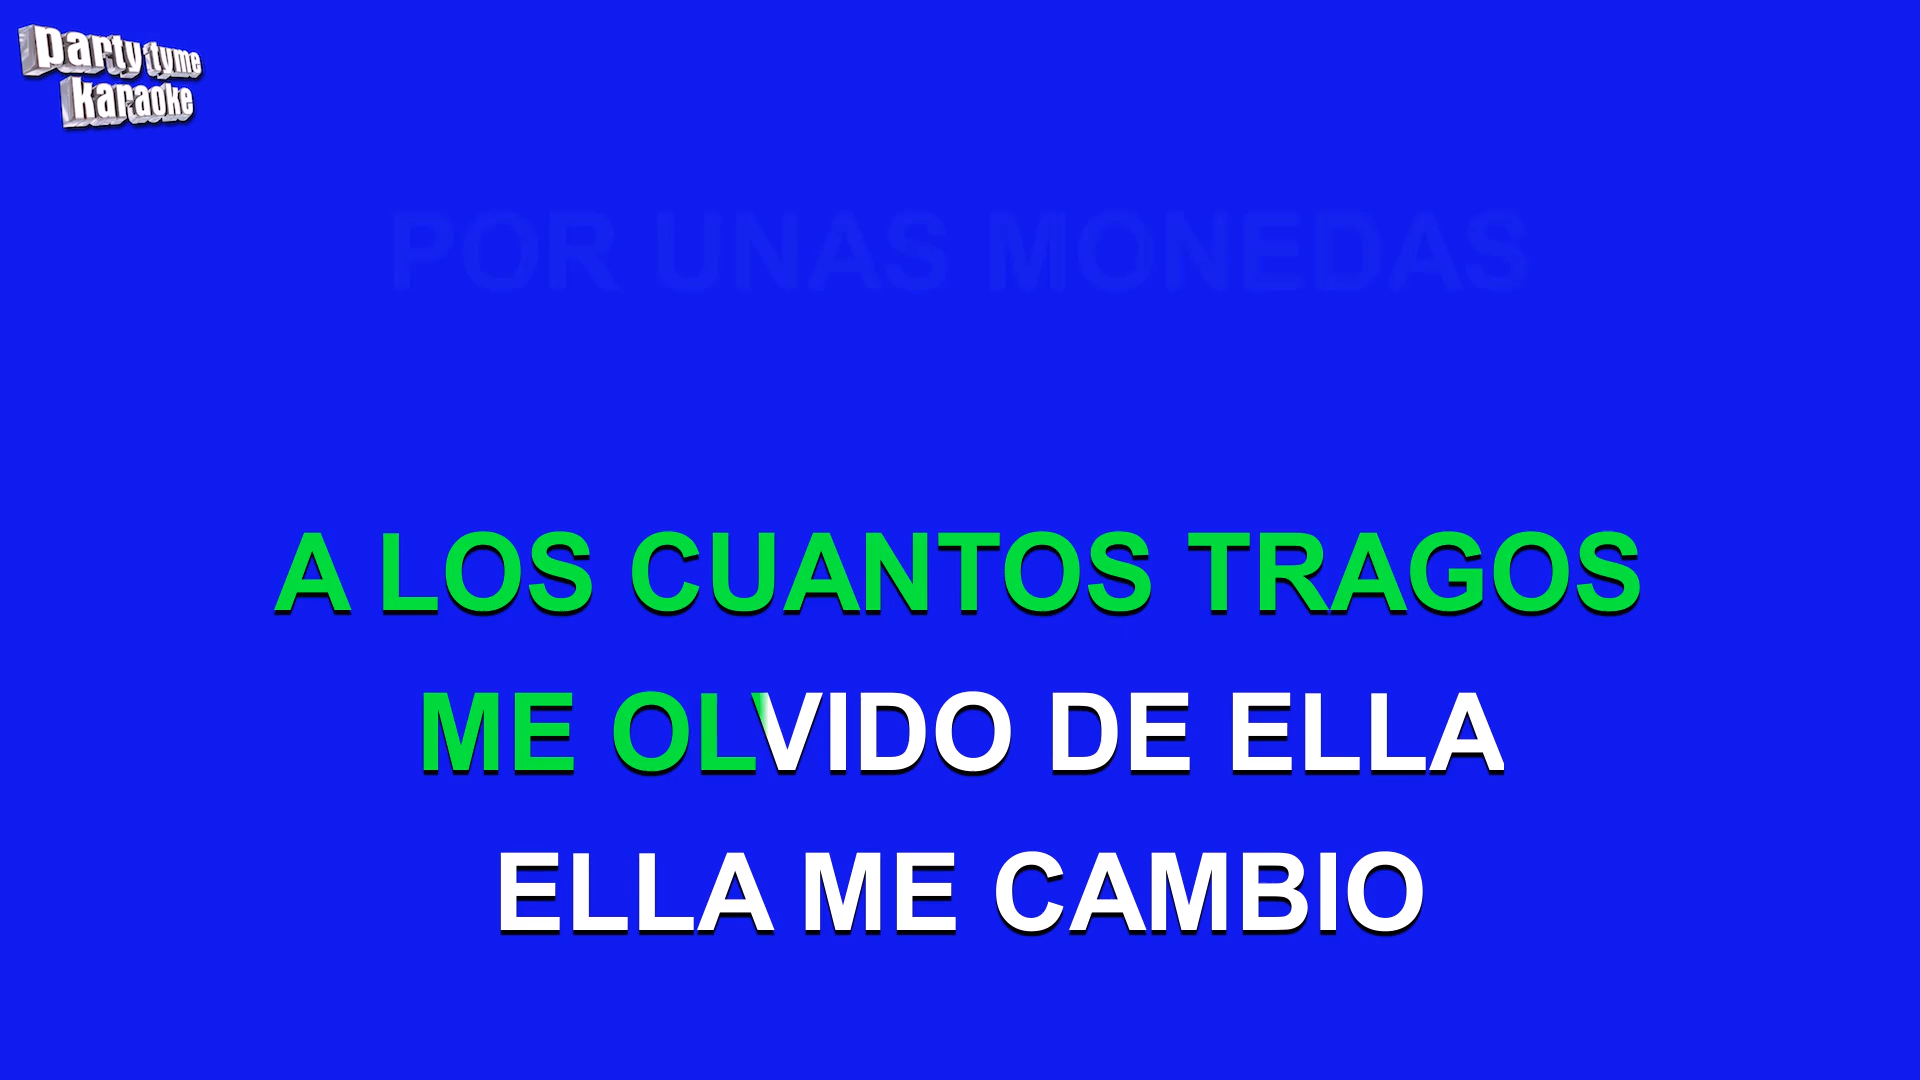 party tyme
karaoke
POR UNAS MONEDAS
A LOS CUANTOS TRAGOS
ME OLVIDO DE ELLA
ELLA ME CAMBIO